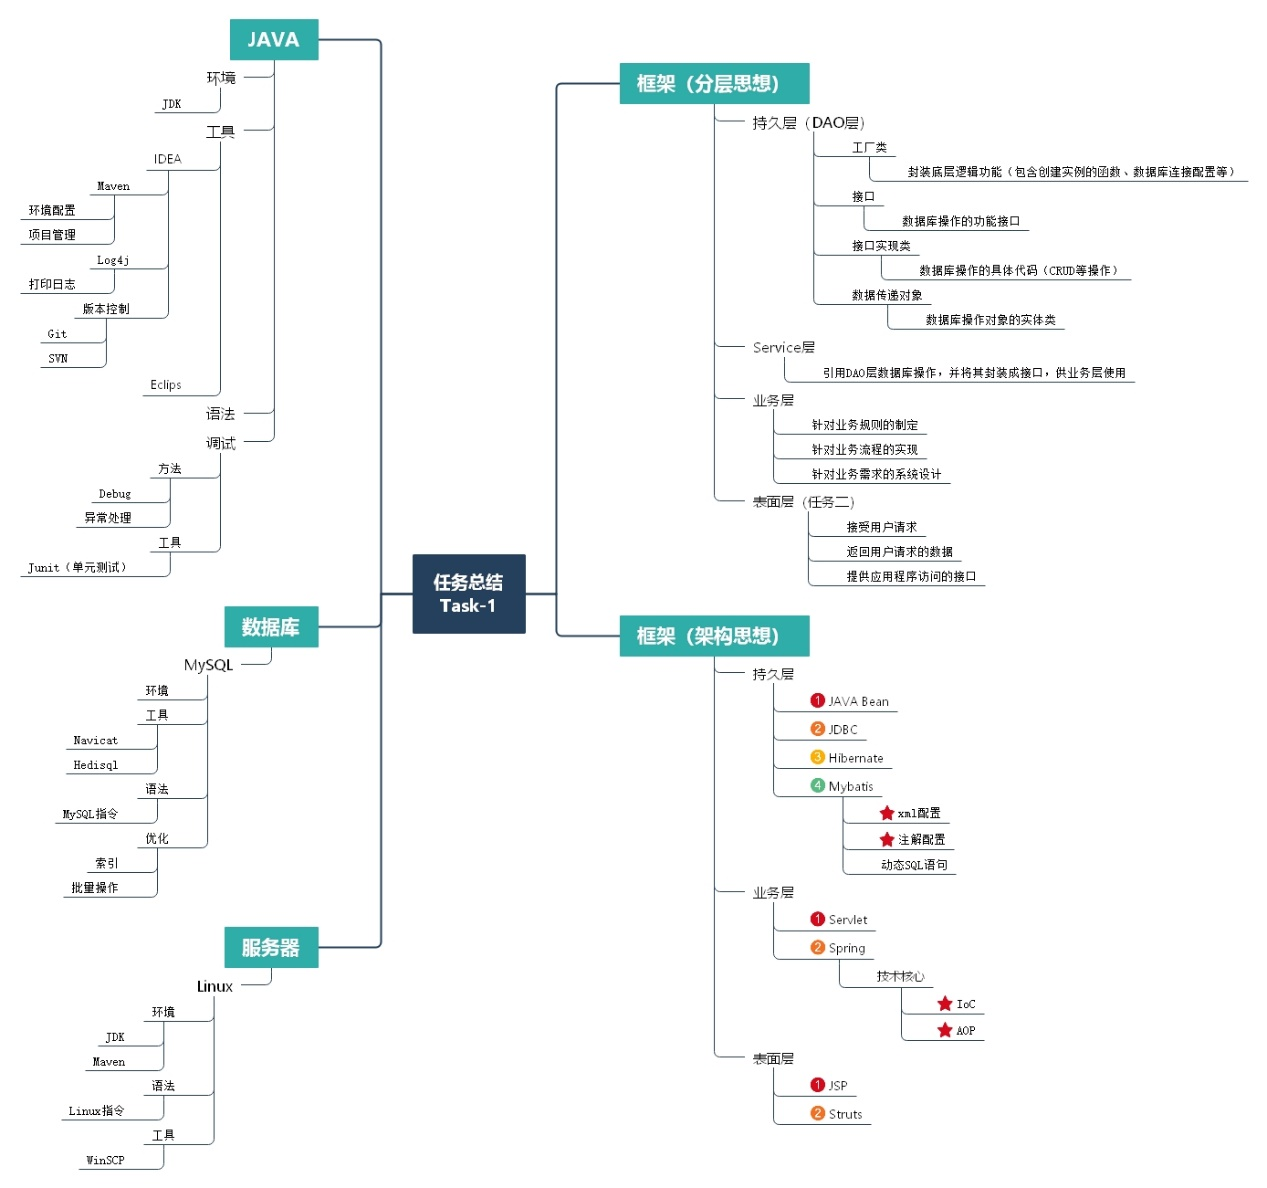 任务总结
Task-1
JAVA
环境
JDK
工具
IDEA
Maven
环境配置
项目管理
Log4j
打印日志
版本控制
Git
SVN
Eclips
语法
调试
方法
Debug
异常处理
工具
Junit（单元测试）
数据库
MySQL
环境
工具
Navicat
Hedisql
语法
MySQL指令
优化
索引
批量操作
服务器
Linux
环境
JDK
Maven
语法
Linux指令
工具
WinSCP
框架（分层思想）
持久层（DAO层）
工厂类
封装底层逻辑功能（包含创建实例的函数、数据库连接配置等）
接口
数据库操作的功能接口
接口实现类
数据库操作的具体代码（CRUD等操作）
数据传递对象
数据库操作对象的实体类
Service层
引用DAO层数据库操作，并将其封装成接口，供业务层使用
业务层
针对业务规则的制定
针对业务流程的实现
针对业务需求的系统设计
表面层（任务二）
接受用户请求
返回用户请求的数据
提供应用程序访问的接口
框架（架构思想）
持久层
1 JAVA Bean
2 JDBC
3 Hibernate
4 Mybatis
xml配置
注解配置
动态SQL语句
业务层
1 Servlet
2 Spring
技术核心
IoC
AOP
表面层
1 JSP
2 Struts